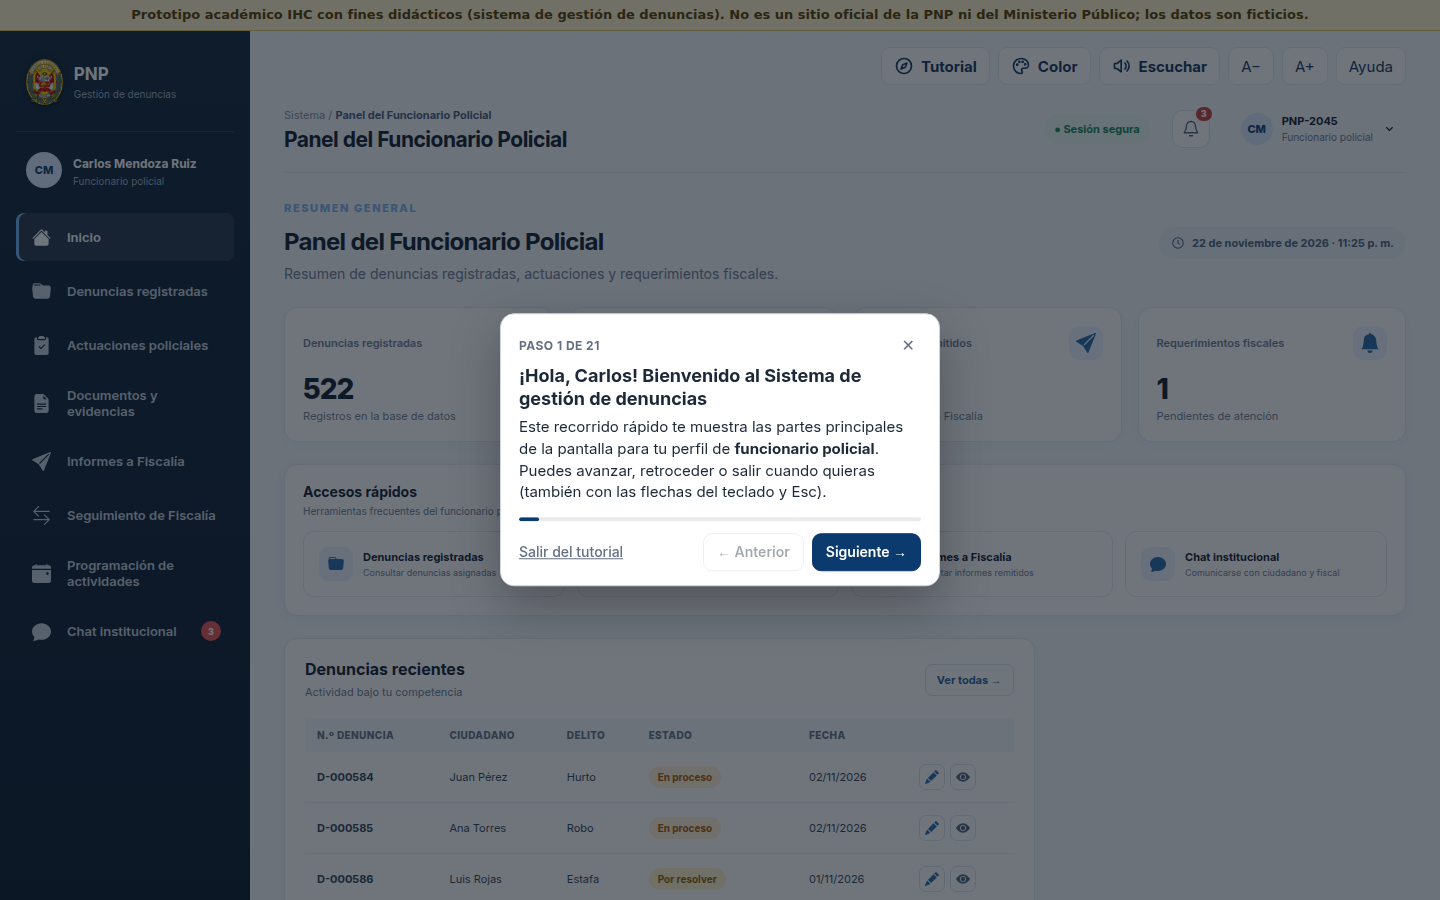 Prototipo académico IHC con fines didácticos (sistema de gestión de denuncias). No es un sitio oficial de la PNP ni del Ministerio Público; los datos son ficticios.
PNP
Gestión de denuncias
Carlos Mendoza Ruiz
CM
Funcionario policial
Inicio
Denuncias registradas
Actuaciones policiales
Documentos y
evidencias
Informes a Fiscalía
Seguimiento de Fiscalía
Programación de
actividades
Chat institucional
3
Tutorial
Color
Escuchar
A−
A+
Ayuda
Sistema / Panel del Funcionario Policial
Panel del Funcionario Policial
Sesión segura
3
CM
PNP-2045
Funcionario policial
RESUMEN GENERAL
Panel del Funcionario Policial
22 de noviembre de 2026 · 11:25 p. m.
Resumen de denuncias registradas, actuaciones y requerimientos fiscales.
Denuncias registradas
522
Registros en la base de datos
Fiscalía
Requerimientos fiscales
1
Pendientes de atención
PASO 1 DE 21
×
¡Hola, Carlos! Bienvenido al Sistema de
gestión de denuncias
Este recorrido rápido te muestra las partes principales
de la pantalla para tu perfil de funcionario policial.
Puedes avanzar, retroceder o salir cuando quieras
(también con las flechas del teclado y Esc).
Salir del tutorial
← Anterior
Siguiente →
Accesos rápidos
Herramientas frecuentes del funcionario
Denuncias registradas
Consultar denuncias asignadas
a Fiscalía
informes remitidos
Chat institucional
Comunicarse con ciudadano y fiscal
Denuncias recientes
Actividad bajo tu competencia
Ver todas →
N.º DENUNCIA CIUDADANO DELITO ESTADO FECHA
D-000584 Juan Pérez Hurto En proceso 02/11/2026
D-000585 Ana Torres Robo En proceso 02/11/2026
D-000586 Luis Rojas Estafa Por resolver 01/11/2026